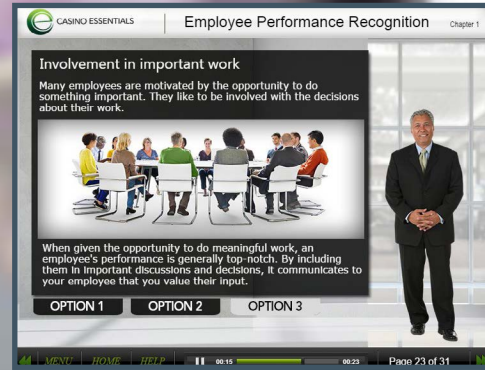 CASINO ESSENTIALS
Employee Performance Recognition
Chapter 1
Involvement in important work
Many employees are motivated by the opportunity to do
something important. They like to be involved with the decisions
about their work.
When given the opportunity to do meaningful work, an
employee's performance is generally top-notch. By including
them in important discussions and decisions, it communicates to
your employee that you value their input.
OPTION 1 OPTION 2 OPTION 3
MENU HOME HELP 00:15 00:23 Page 23 of 31